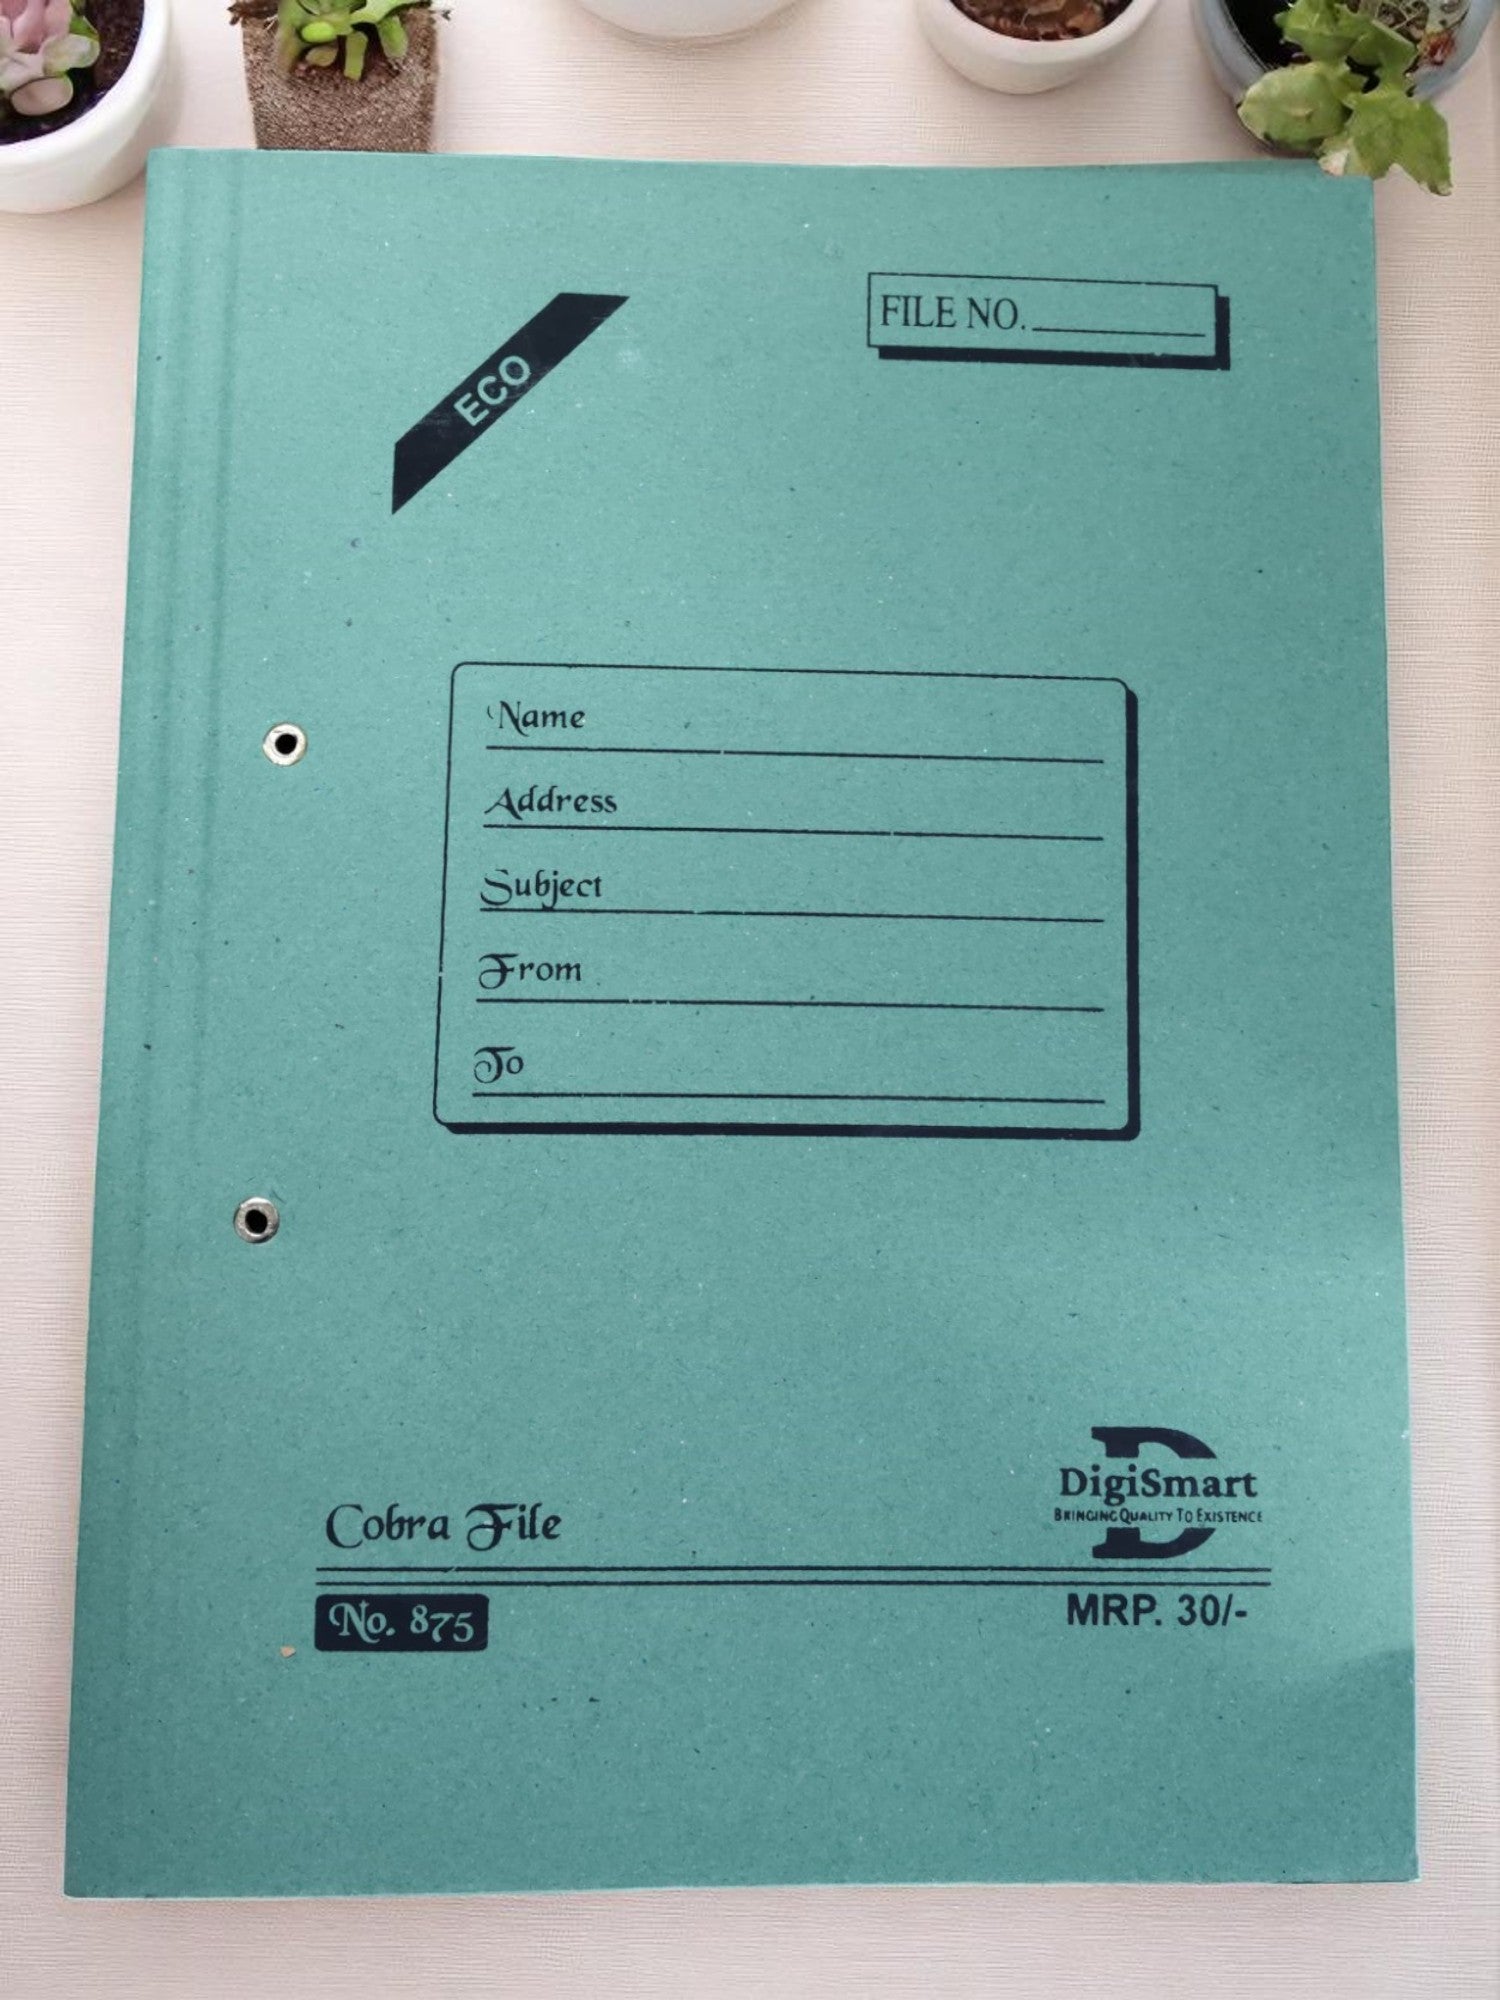 FILE NO.
ECO
Name
Address
Subject
From
To
DigiSmart
BRINGING QUALITY TO EXISTENCE
Cobra File
No. 875
MRP. 30/-